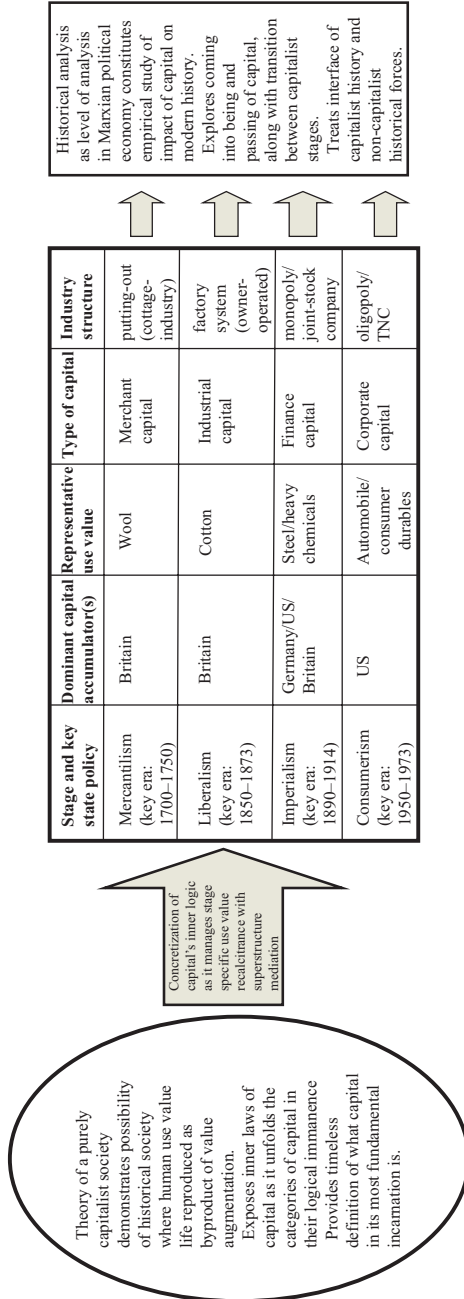 Theory of a purely
capitalist society
demonstrates possibility
of historical society
where human use value
life reproduced as
byproduct of value
augmentation.
Exposes inner laws of
capital as it unfolds the
categories of capital in
their logical immanence
Provides timeless
definition of what capital
in its most fundamental
incarnation is.
Concretization of
capital's inner logic
as it manages stage
specific use value
recalcitrance with
superstructure
mediation
Stage and key
state policy
Dominant capital
accumulator(s)
Representative
use value
Type of capital
Industry
structure
Mercantilism
(key era:
1700–1750)
Britain
Wool
Merchant
capital
putting-out
(cottage-
industry)
Liberalism
(key era:
1850–1873)
Britain
Cotton
Industrial
capital
factory
system
(owner-
operated)
Imperialism
(key era:
1890–1914)
Germany/US/
Britain
Steel/heavy
chemicals
Finance
capital
monopoly/
joint-stock
company
Consumerism
(key era:
1950–1973)
US
Automobile/
consumer
durables
Corporate
capital
oligopoly/
TNC
Historical analysis
as level of analysis
in Marxian political
economy constitutes
empirical study of
impact of capital on
modern history.
Explores coming
into being and
passing of capital,
along with transition
between capitalist
stages.
Treats interface of
capitalist history and
non-capitalist
historical forces.